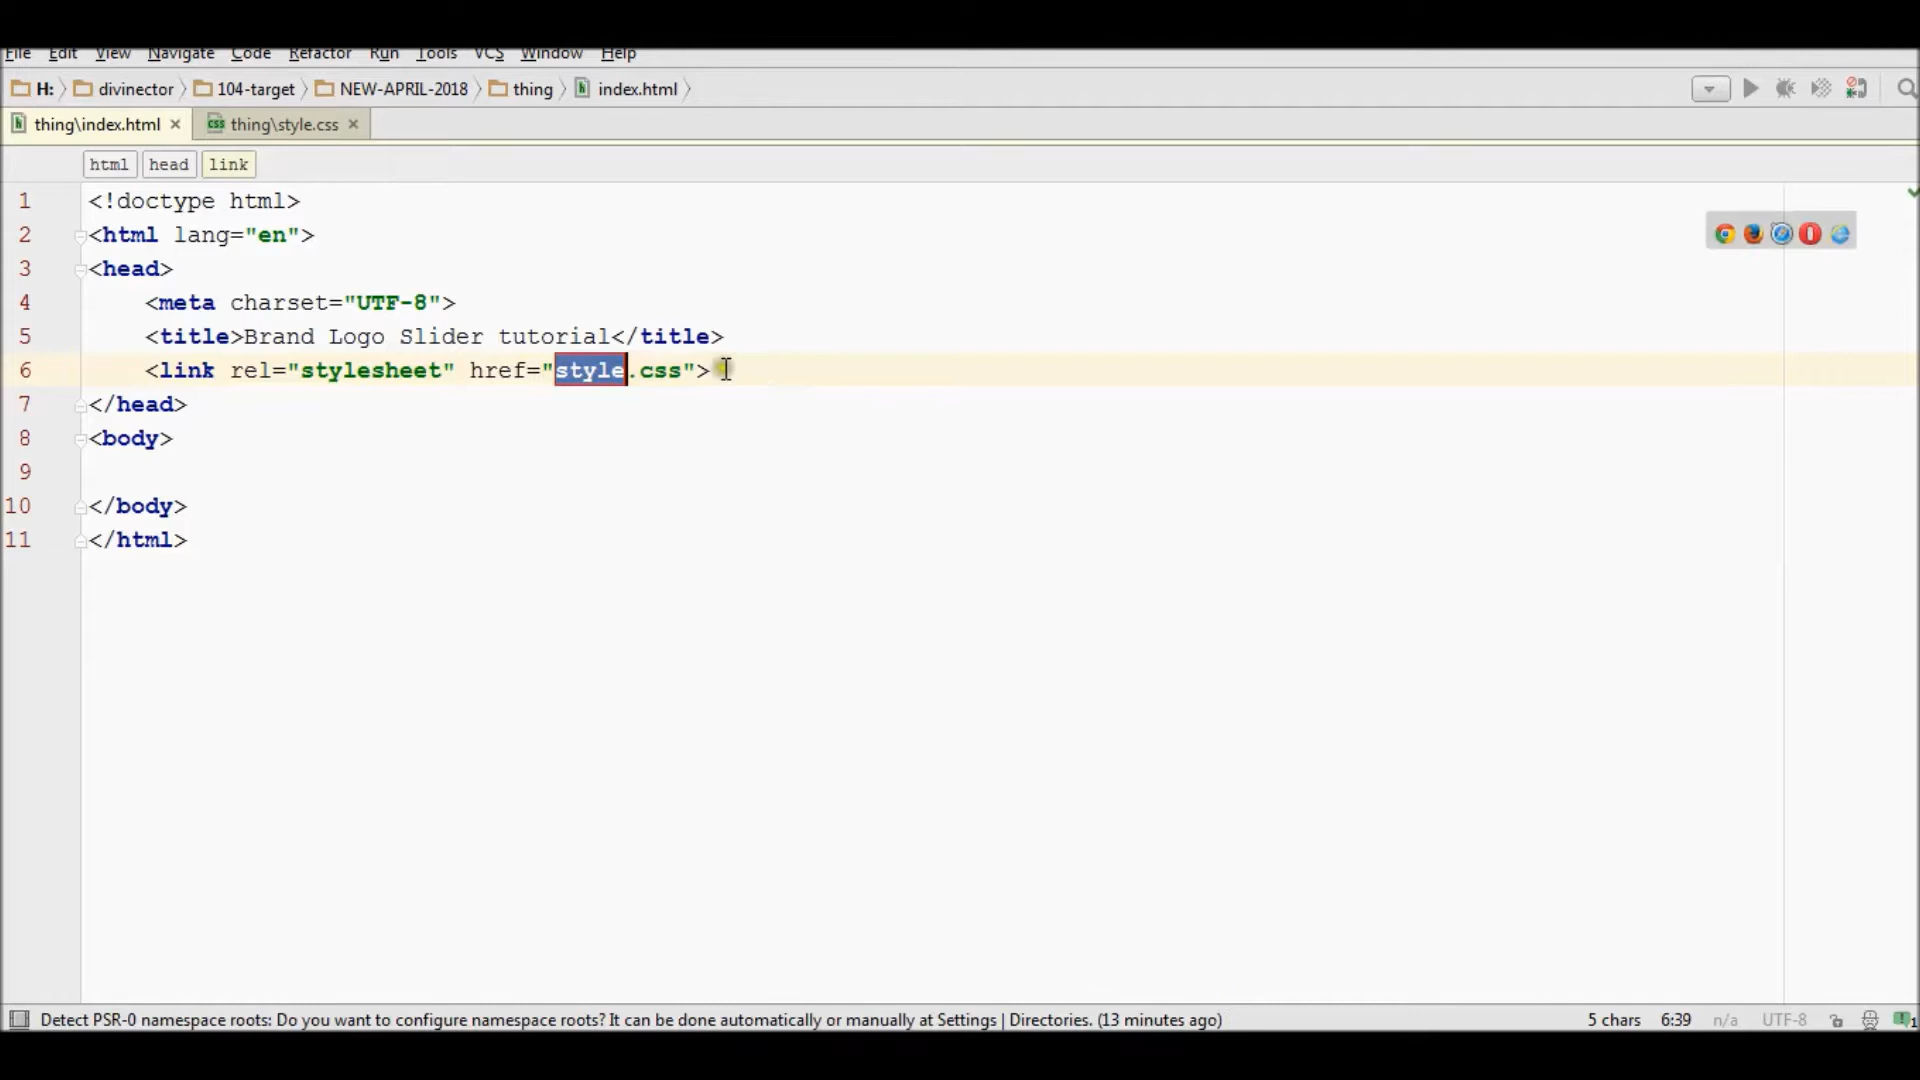 File Edit View Navigate Code Refactor Run Tools VCS Window Help
H: divinector 104-target NEW-APRIL-2018 thing index.html
thing\index.html css thing\style.css
html head link
1 <!doctype html>
2 <html lang="en">
3 <head>
4 <meta charset="UTF-8">
5 <title>Brand Logo Slider tutorial</title>
6 <link rel="stylesheet" href="style.css">
7 </head>
8 <body>
9
10 </body>
11 </html>
Detect PSR-0 namespace roots: Do you want to configure namespace roots? It can be done automatically or manually at Settings | Directories. (13 minutes ago) 5 chars 6:39 n/a UTF-8 1